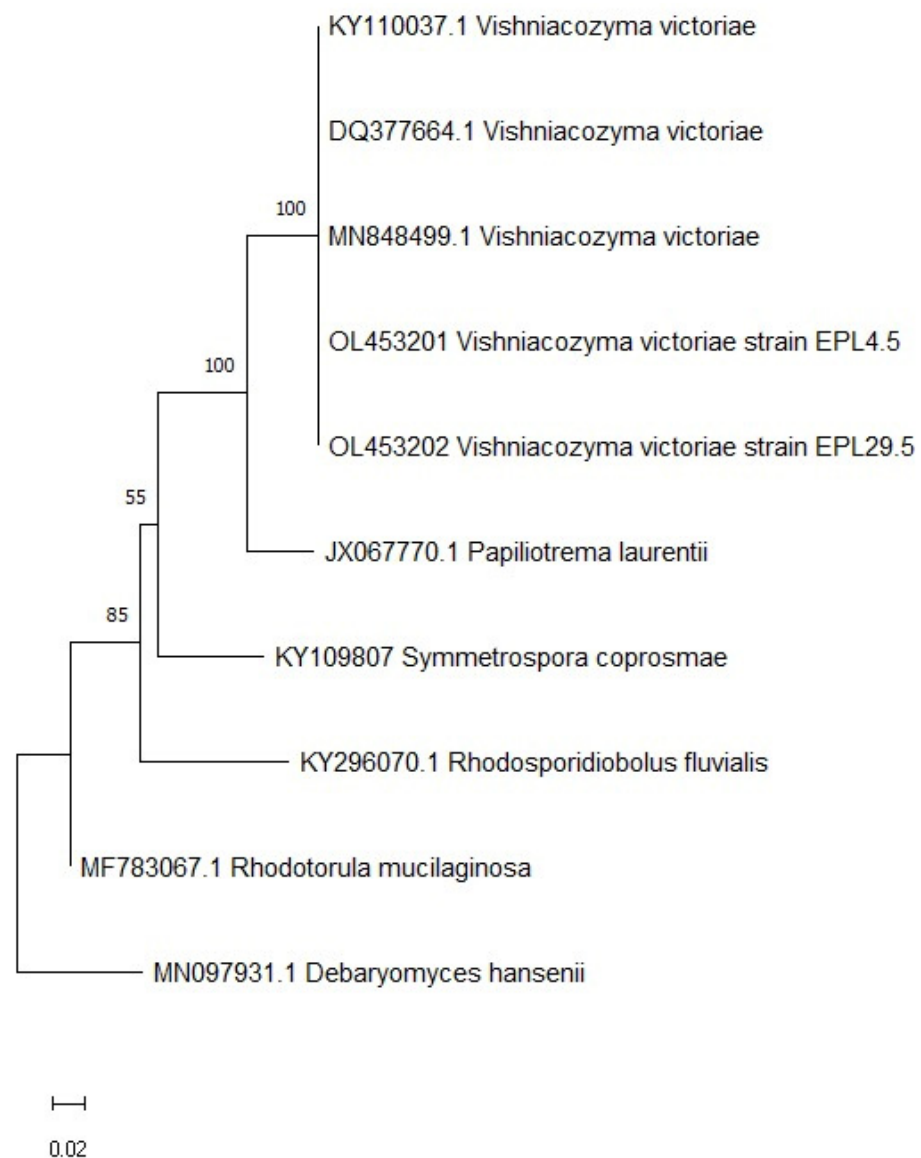 KY110037.1 Vishniacozyma victoriae
DQ377664.1 Vishniacozyma victoriae
100
MN848499.1 Vishniacozyma victoriae
OL453201 Vishniacozyma victoriae strain EPL4.5
100
OL453202 Vishniacozyma victoriae strain EPL29.5
55
JX067770.1 Papiliotrema laurentii
85
KY109807 Symmetrospora coprosmae
KY296070.1 Rhodosporidiobolus fluvialis
MF783067.1 Rhodotorula mucilaginosa
MN097931.1 Debaryomyces hansenii
0.02